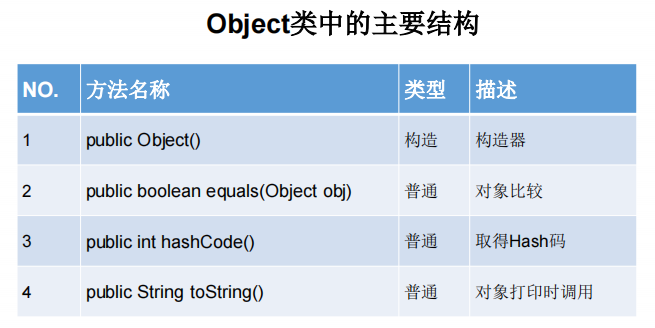 Object类中的主要结构
NO. 方法名称 类型 描述
1 public Object() 构造 构造器
2 public boolean equals(Object obj) 普通 对象比较
3 public int hashCode() 普通 取得Hash码
4 public String toString() 普通 对象打印时调用